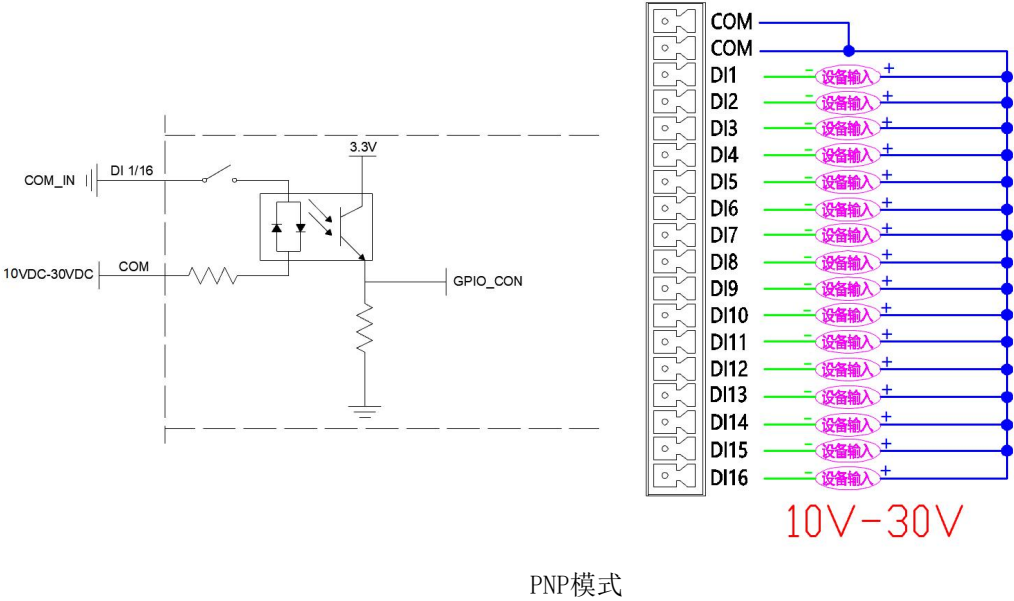 3.3V
COM_IN
DI 1/16
10VDC-30VDC
COM
GPIO_CON
COM
COM
DI1 - 设备输入 +
DI2 - 设备输入 +
DI3 - 设备输入 +
DI4 - 设备输入 +
DI5 - 设备输入 +
DI6 - 设备输入 +
DI7 - 设备输入 +
DI8 - 设备输入 +
DI9 - 设备输入 +
DI10 - 设备输入 +
DI11 - 设备输入 +
DI12 - 设备输入 +
DI13 - 设备输入 +
DI14 - 设备输入 +
DI15 - 设备输入 +
DI16 - 设备输入 +
10V-30V
PNP模式